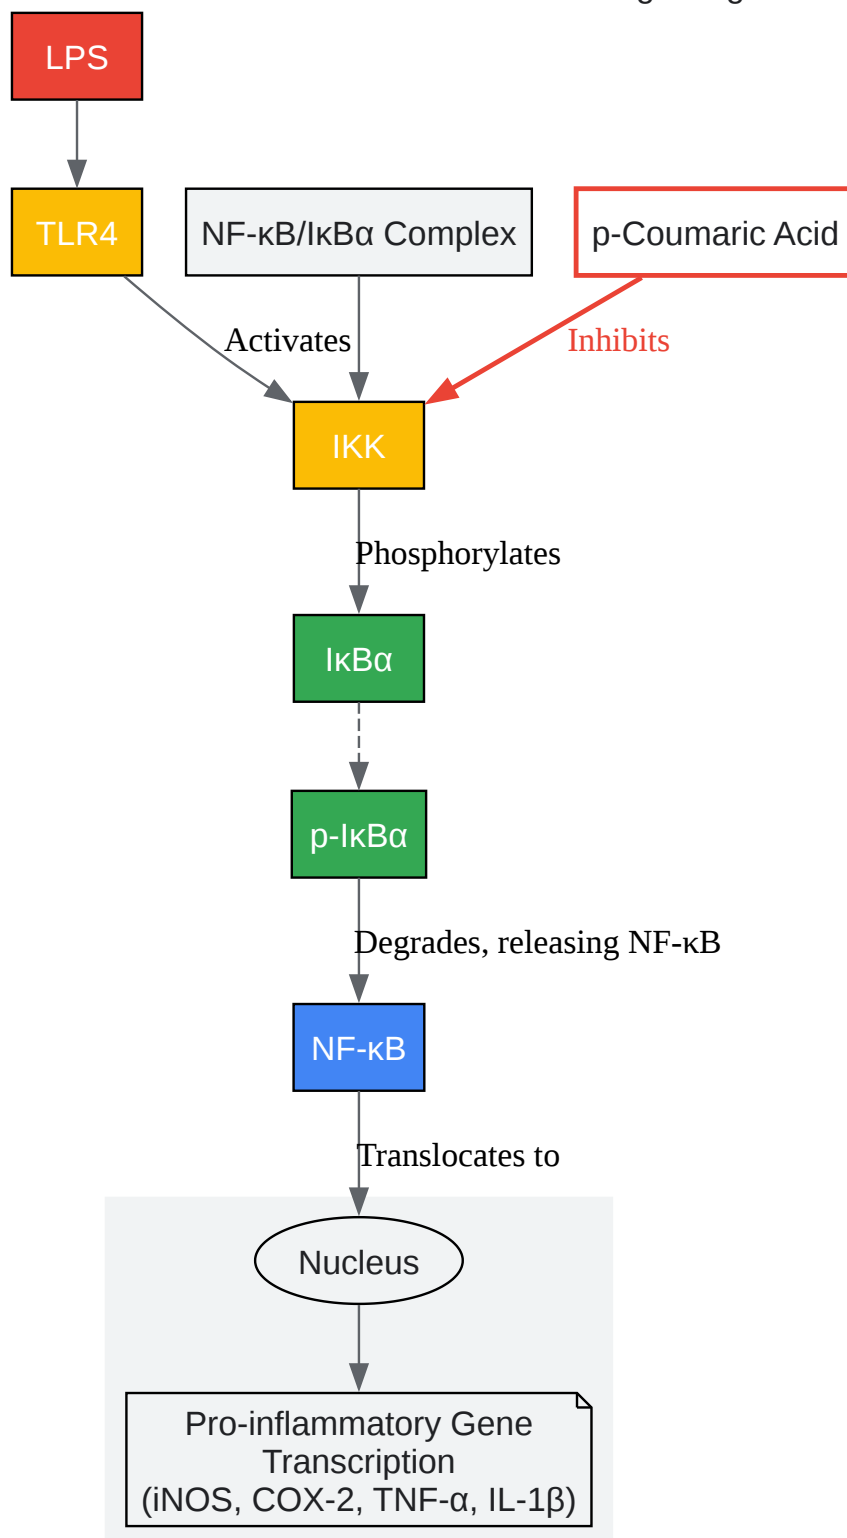 LPS
TLR4
NF-κB/IκBα Complex
p-Coumaric Acid
Activates
Inhibits
IKK
Phosphorylates
IκBα
p-IκBα
Degrades, releasing NF-κB
NF-κB
Translocates to
Nucleus
Pro-inflammatory Gene
Transcription
(iNOS, COX-2, TNF-α, IL-1β)